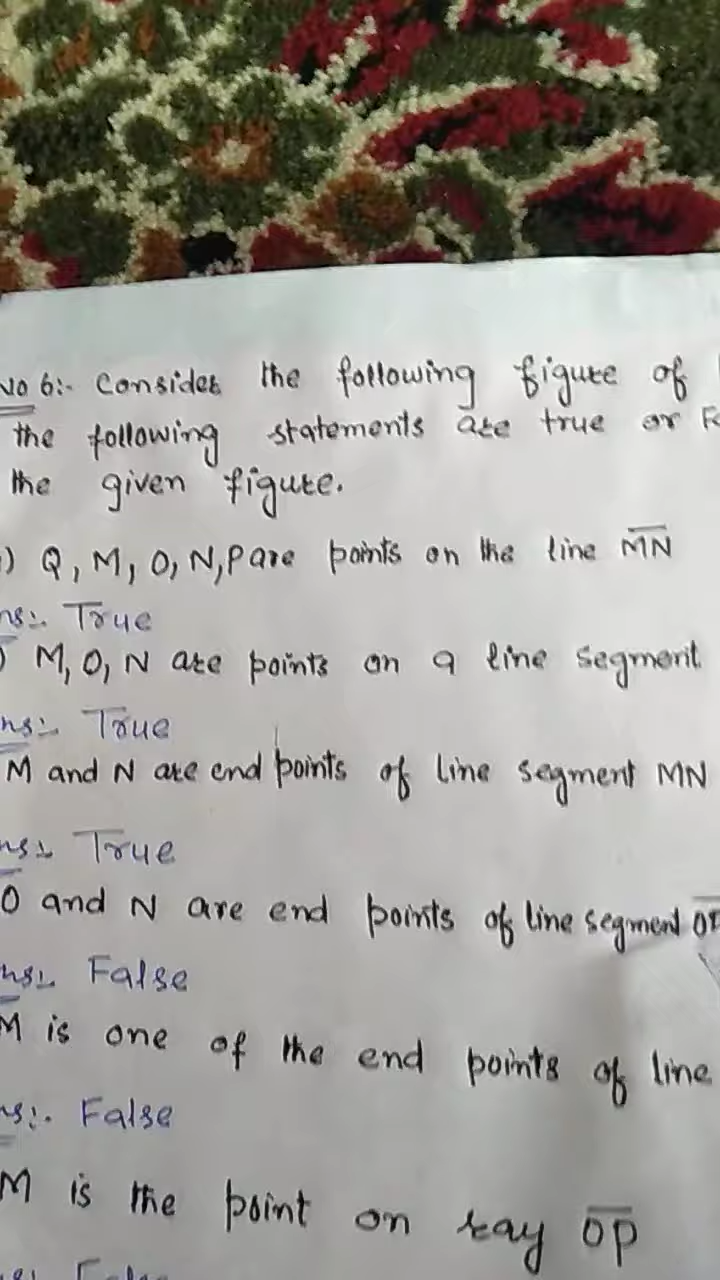 No 6:- Consider the following figure of
the following statements are true or
the given figure.
) Q, M, O, N, P are points on the line MN
ns:- True
) M, O, N are points on a line segment
ns:- True
M and N are end points of line segment MN
ns:- True
O and N are end points of line segment OP
ns:- False
M is one of the end points of line
ns:- False
M is the point on ray OP
False